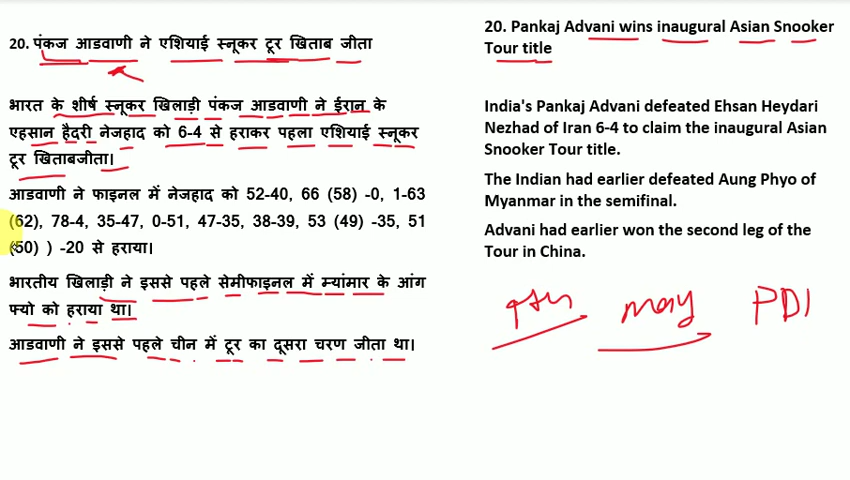 20. पंकज आडवाणी ने एशियाई स्नूकर टूर खिताब जीता
भारत के शीर्ष स्नूकर खिलाड़ी पंकज आडवाणी ने ईरान के
एहसान हैदरी नेजहाद को 6-4 से हराकर पहला एशियाई स्नूकर
टूर खिताबजीता।
आडवाणी ने फाइनल में नेजहाद को 52-40, 66 (58) -0, 1-63
(62), 78-4, 35-47, 0-51, 47-35, 38-39, 53 (49) -35, 51
(50) ) -20 से हराया।
भारतीय खिलाड़ी ने इससे पहले सेमीफाइनल में म्यांमार के आंग
फ्यो को हराया था।
आडवाणी ने इससे पहले चीन में टूर का दूसरा चरण जीता था।
20. Pankaj Advani wins inaugural Asian Snooker
Tour title
India's Pankaj Advani defeated Ehsan Heydari
Nezhad of Iran 6-4 to claim the inaugural Asian
Snooker Tour title.
The Indian had earlier defeated Aung Phyo of
Myanmar in the semifinal.
Advani had earlier won the second leg of the
Tour in China.
may PDI